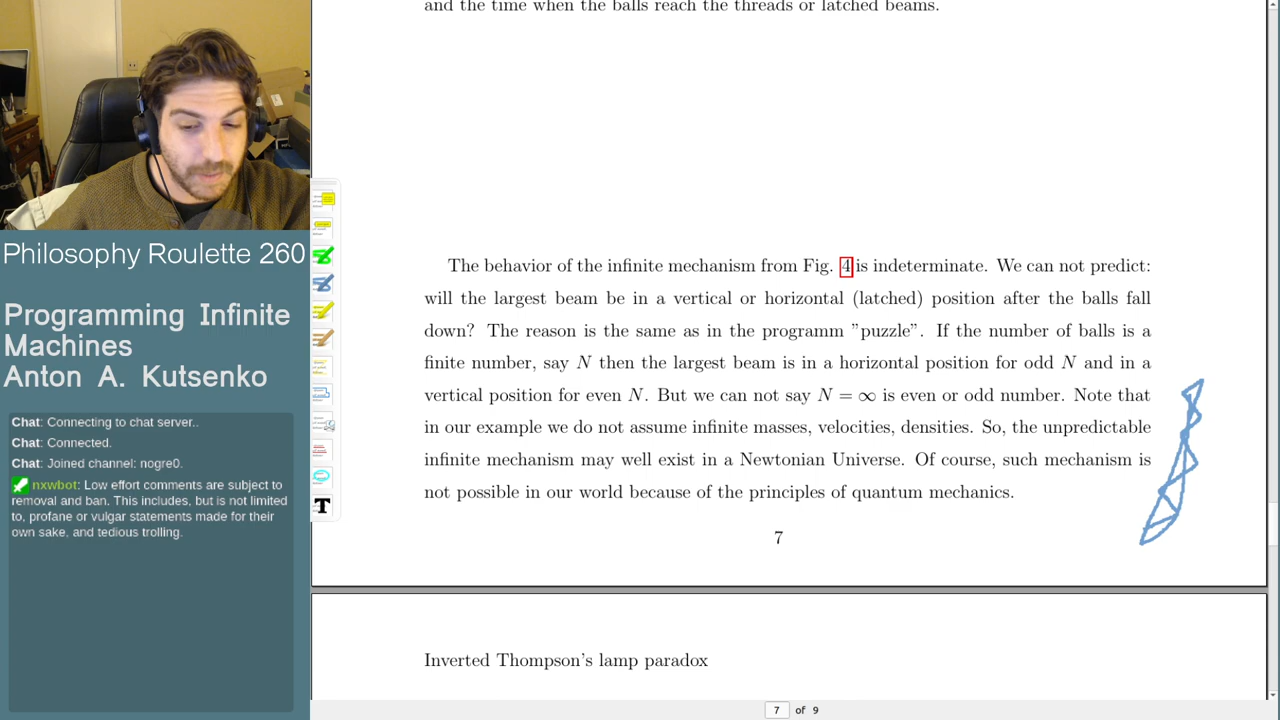 and the time when the balls reach the threads or latched beams.
The behavior of the infinite mechanism from Fig. 4 is indeterminate. We can not predict:
will the largest beam be in a vertical or horizontal (latched) position after the balls fall
down? The reason is the same as in the programm "puzzle". If the number of balls is a
finite number, say N, then the largest beam is in a horizontal position for odd N and in a
vertical position for even N. But we cannot say N = ∞ is even or odd number. Note that
in our example we do not assume infinite masses, velocities, densities. So, the unpredictable
infinite mechanism may well exist in a Newtonian universe. Of course, such mechanism is
not possible in our world because of the principles of quantum mechanics.
7
Inverted Thompson's lamp paradox
7 of 9
T
Philosophy Roulette 260
Programming Infinite
Machines
Anton A. Kutsenko
Chat: Connecting to chat server..
Chat: Connected.
Chat: Joined channel: nogre0.
nxwbot: Low effort comments are subject to
removal and ban. This includes, but is not limited
to, profane or vulgar statements made for their
own sake, and tedious trolling.